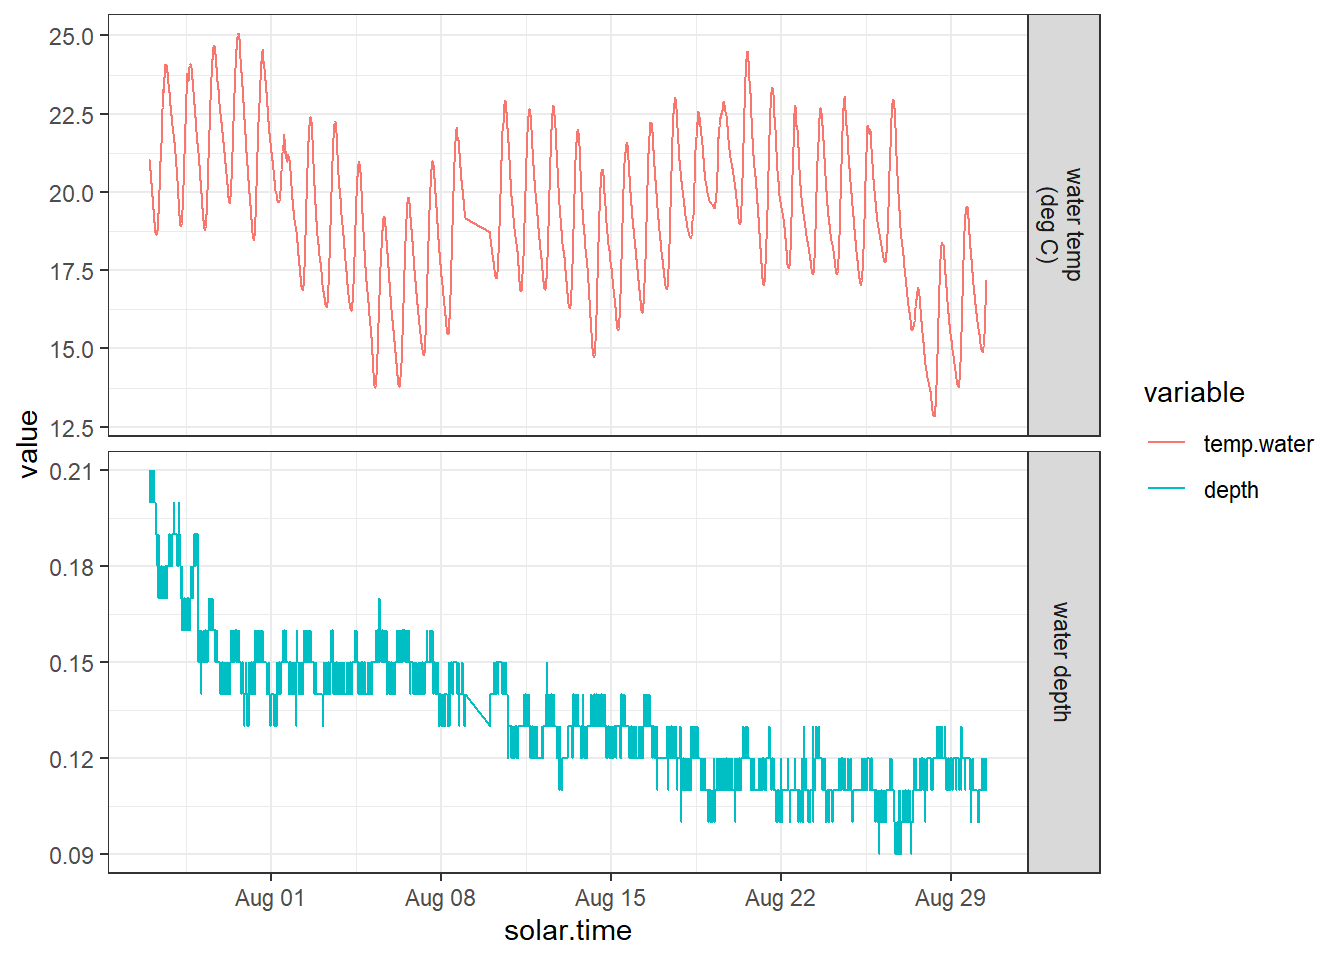 25.0
22.5
20.0
17.5
15.0
12.5
water temp
(deg C)
value
0.21
0.18
0.15
0.12
0.09
water depth
Aug 01
Aug 08
Aug 15
Aug 22
Aug 29
solar.time
variable
temp.water
depth